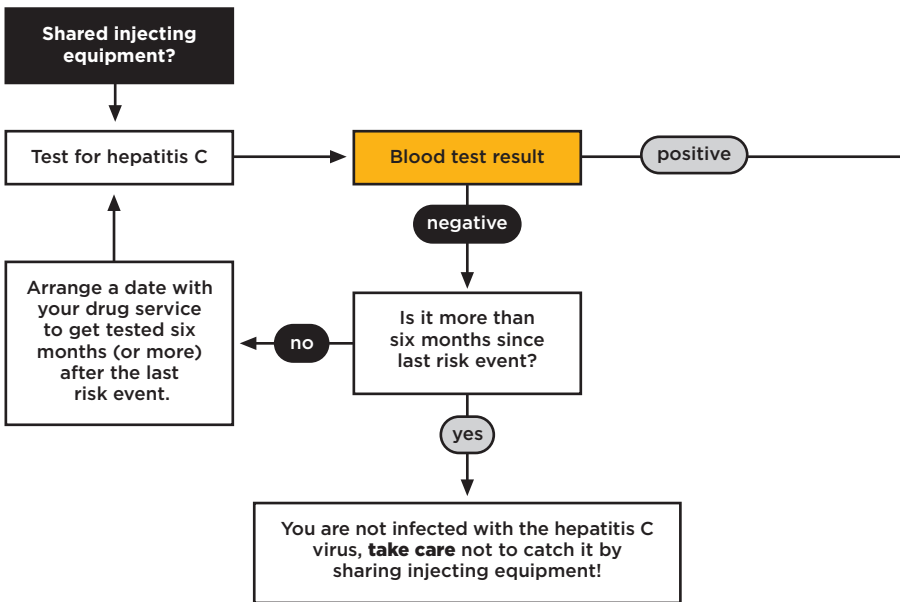 Shared injecting
equipment?
Test for hepatitis C
Blood test result
positive
negative
Arrange a date with
your drug service
to get tested six
months (or more)
after the last
risk event.
no
Is it more than
six months since
last risk event?
yes
You are not infected with the hepatitis C
virus, take care not to catch it by
sharing injecting equipment!